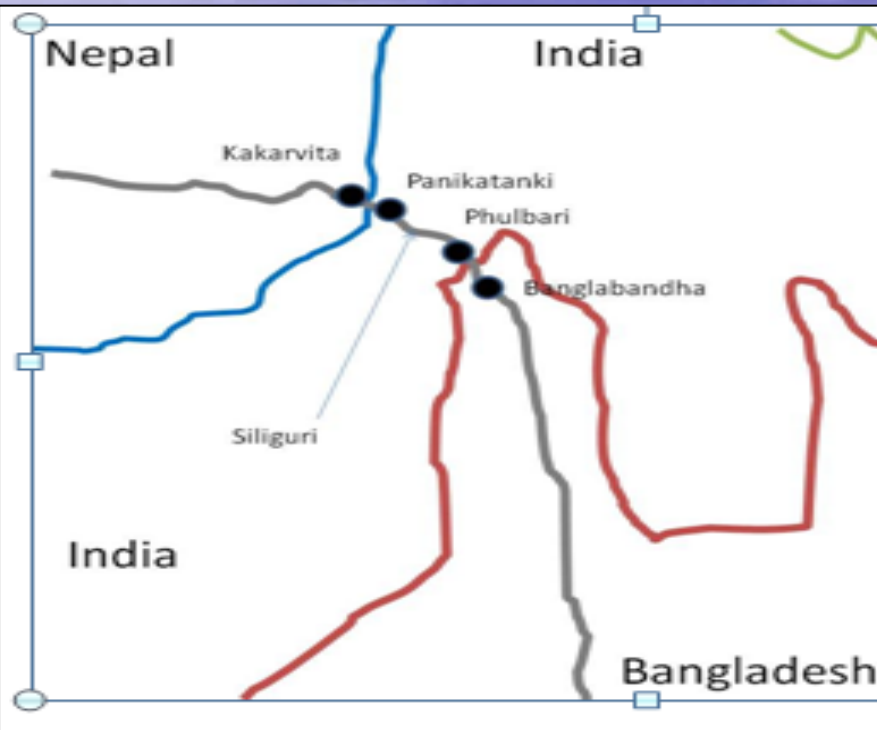 Nepal
India
Kakarvita
Panikatanki
Phulbari
Banglabandha
Siliguri
India
Bangladesh